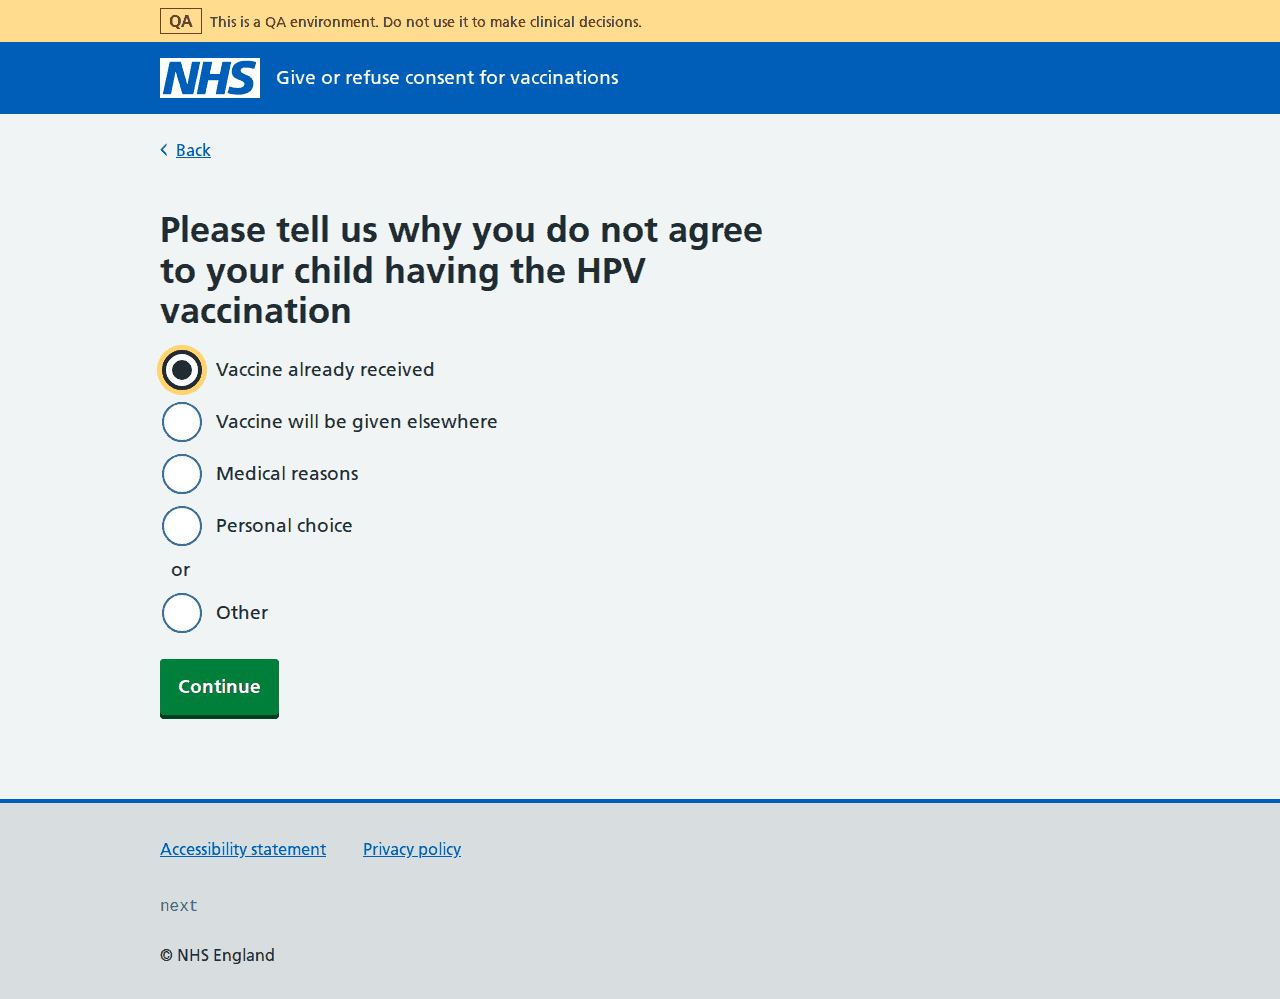 QA This is a QA environment. Do not use it to make clinical decisions.
NHS Give or refuse consent for vaccinations
Back
Please tell us why you do not agree
to your child having the HPV
vaccination
Vaccine already received
Vaccine will be given elsewhere
Medical reasons
Personal choice
or
Other
Continue
Accessibility statement Privacy policy
next
© NHS England